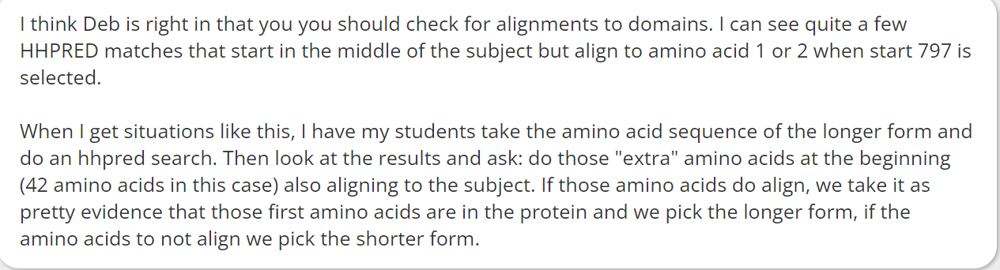 I think Deb is right in that you you should check for alignments to domains. I can see quite a few
HHPRED matches that start in the middle of the subject but align to amino acid 1 or 2 when start 797 is
selected.
When I get situations like this, I have my students take the amino acid sequence of the longer form and
do an hhpred search. Then look at the results and ask: do those "extra" amino acids at the beginning
(42 amino acids in this case) also aligning to the subject. If those amino acids do align, we take it as
pretty evidence that those first amino acids are in the protein and we pick the longer form, if the
amino acids to not align we pick the shorter form.